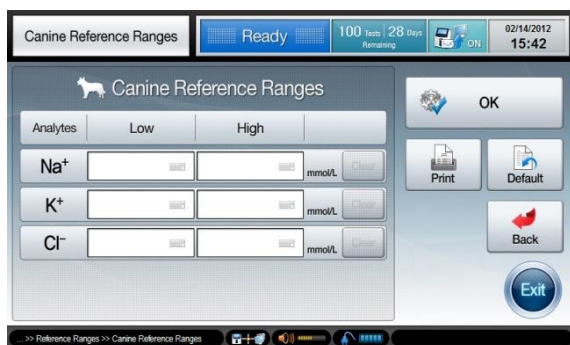 Canine Reference Ranges
Ready
100 Tests 28 Days
Remaining
ON
02/14/2012
15:42
Canine Reference Ranges
Analytes Low High
Na⁺ mmol/L Clear
K⁺ mmol/L Clear
Cl⁻ mmol/L Clear
OK
Print
Default
Back
Exit
... >> Reference Ranges >> Canine Reference Ranges